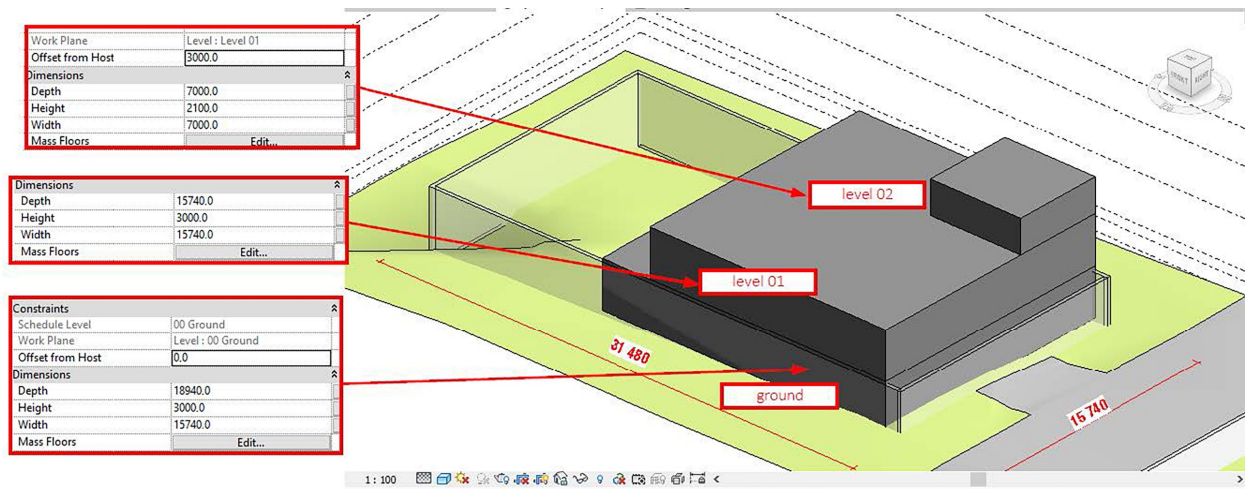 Work Plane Level : Level 01
Offset from Host 3000.0
Dimensions
Depth 7000.0
Height 2100.0
Width 7000.0
Mass Floors Edit...
Dimensions
Depth 15740.0
Height 3000.0
Width 15740.0
Mass Floors Edit...
Constraints
Schedule Level 00 Ground
Work Plane Level : 00 Ground
Offset from Host 0.0
Dimensions
Depth 18940.0
Height 3000.0
Width 15740.0
Mass Floors Edit...
level 02
level 01
ground
31 480
15 740
TOP
FRONT
RIGHT
1 : 100